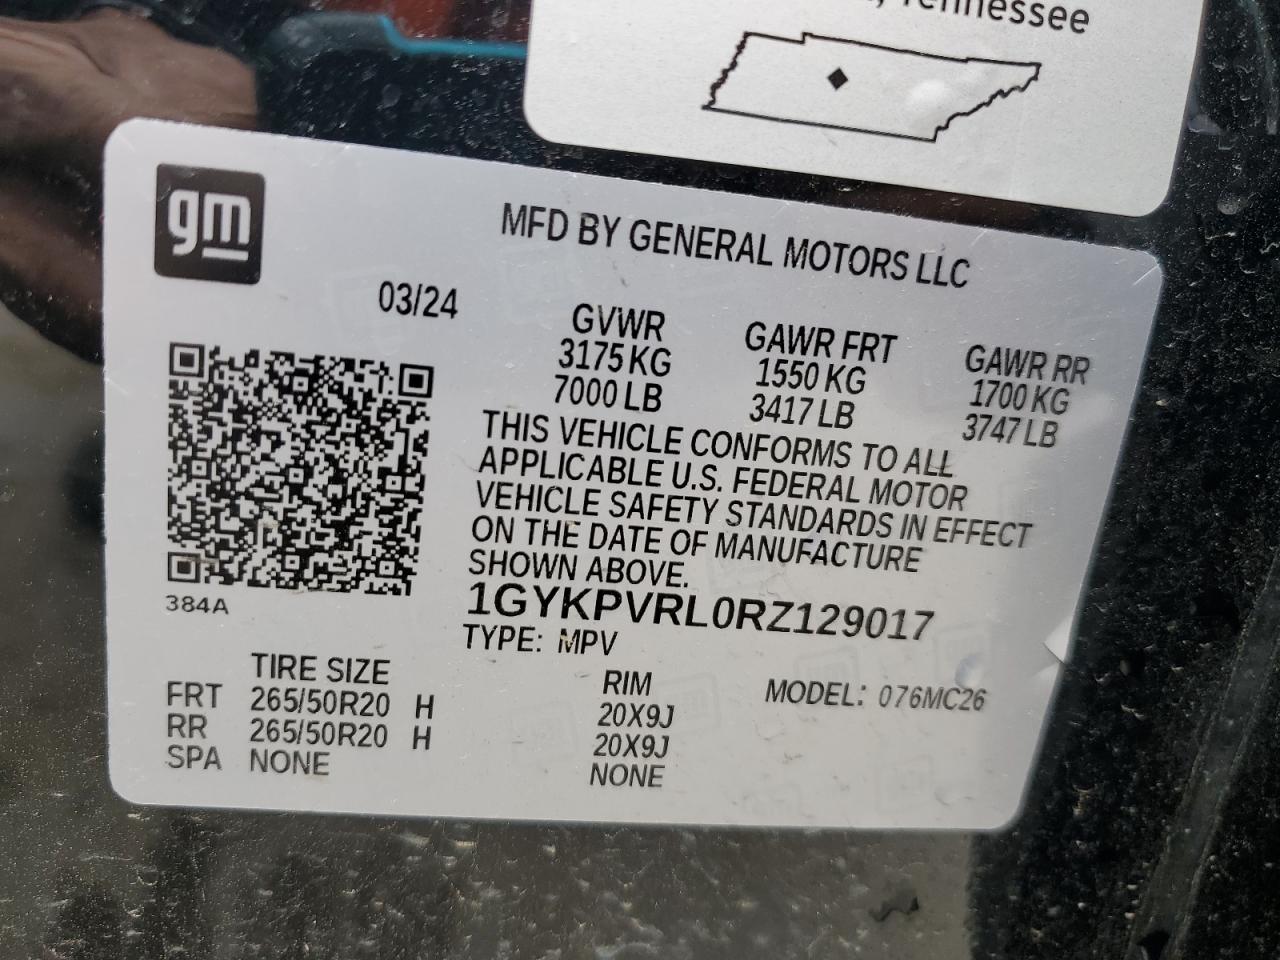 Tennessee
gm
MFD BY GENERAL MOTORS LLC
03/24
GVWR GAWR FRT GAWR RR
3175 KG 1550 KG 1700 KG
7000 LB 3417 LB 3747 LB
THIS VEHICLE CONFORMS TO ALL
APPLICABLE U.S. FEDERAL MOTOR
VEHICLE SAFETY STANDARDS IN EFFECT
ON THE DATE OF MANUFACTURE
SHOWN ABOVE.
384A
1GYKPVRL0RZ129017
TYPE: MPV
TIRE SIZE RIM MODEL: 076MC26
FRT 265/50R20 H 20X9J
RR 265/50R20 H 20X9J
SPA NONE NONE